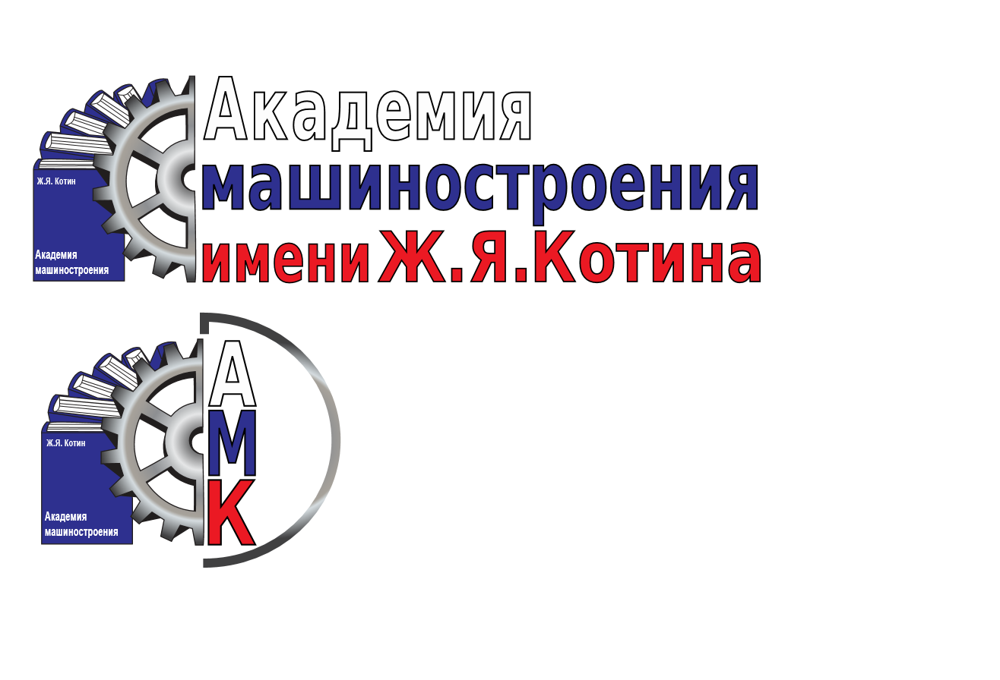 Академия
машиностроения
имени Ж.Я.Котина
Ж.Я. Котин
Академия
машиностроения
А
М
К
Ж.Я. Котин
Академия
машиностроения